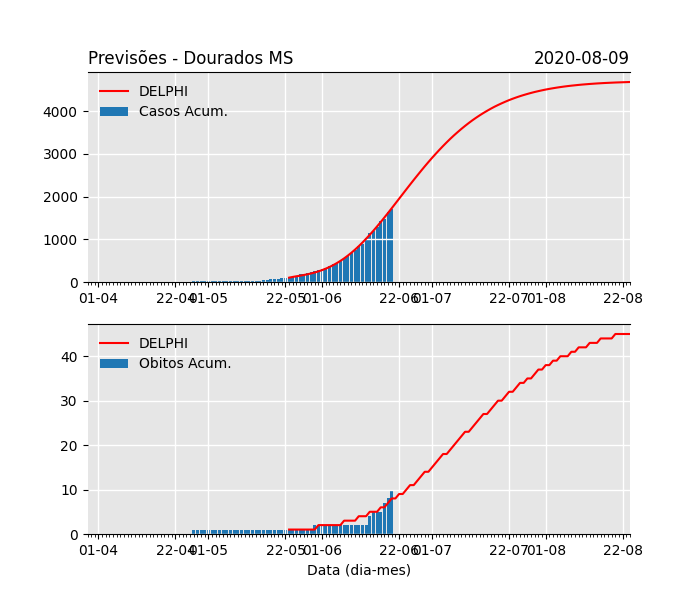 Previsões - Dourados MS 2020-08-09
DELPHI
Casos Acum.
4000
3000
2000
1000
0
01-04 22-04 01-05 22-05 01-06 22-06 01-07 22-07 01-08 22-08
DELPHI
Obitos Acum.
40
30
20
10
0
01-04 22-04 01-05 22-05 01-06 22-06 01-07 22-07 01-08 22-08
Data (dia-mes)